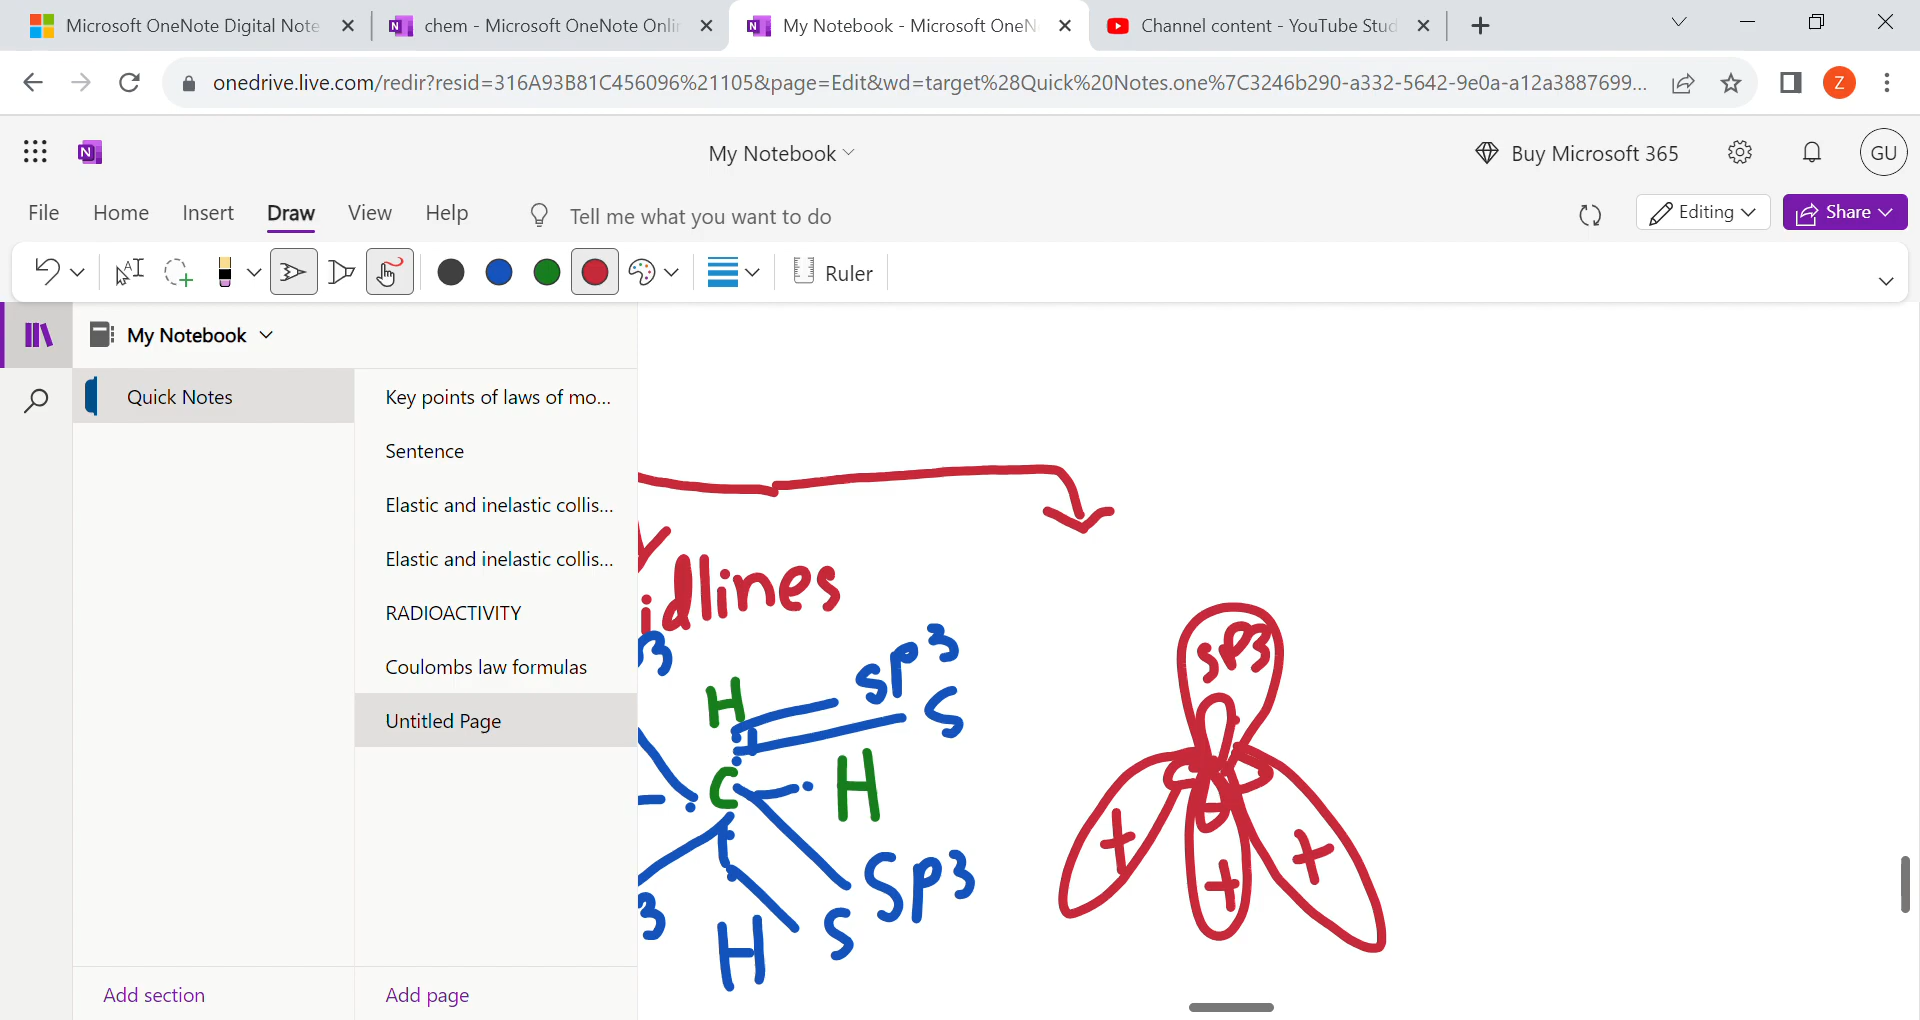 Microsoft OneNote Digital Note
chem - Microsoft OneNote Onli
My Notebook - Microsoft OneN
Channel content - YouTube Stud
onedrive.live.com/redir?resid=316A93B81C456096%21105&page=Edit&wd=target%28Quick%20Notes.one%7C3246b290-a332-5642-9e0a-a12a3887699...
Z
N
My Notebook
Buy Microsoft 365
GU
File Home Insert Draw View Help
Tell me what you want to do
Editing
Share
Ruler
My Notebook
Quick Notes
Key points of laws of mo...
Sentence
Elastic and inelastic collis...
Elastic and inelastic collis...
RADIOACTIVITY
Coulombs law formulas
Untitled Page
Add section
Add page
idlines
3
sp3
H
S
C
H
Sp3
3
H
S
sp3
-
+
+
+